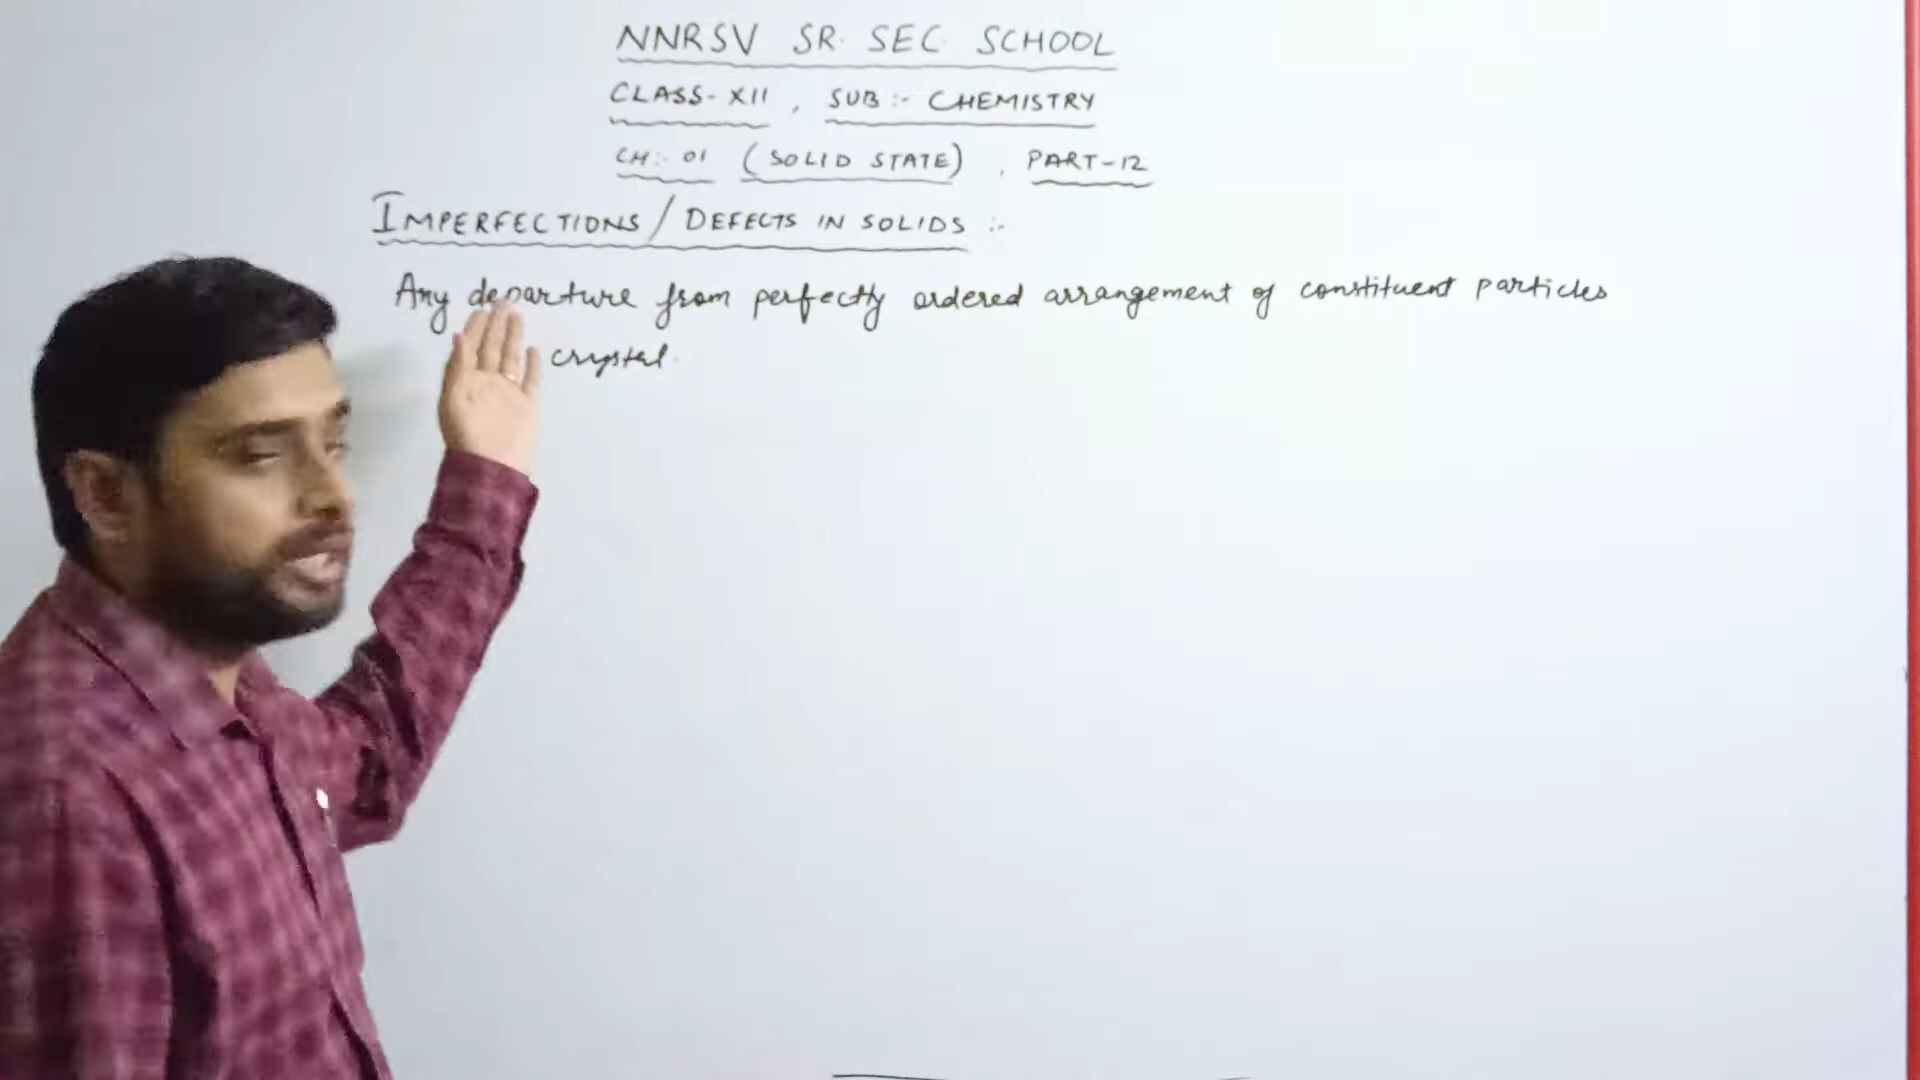 NNRSV SR. SEC. SCHOOL
CLASS-XII, SUB:- CHEMISTRY
CH:- 01 (SOLID STATE), PART-12
IMPERFECTIONS/DEFECTS IN SOLIDS :-
Any departure from perfectly ordered arrangement of constituent particles
crystal.